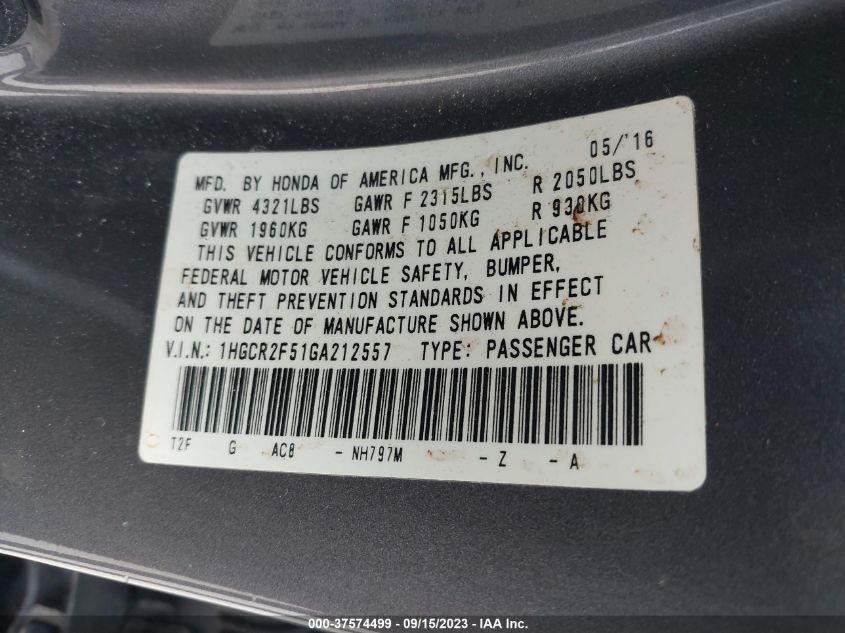 MFD. BY HONDA OF AMERICA MFG., INC. 05/'16
GVWR 4321LBS GAWR F 2315LBS R 2050LBS
GVWR 1960KG GAWR F 1050KG R 930KG
THIS VEHICLE CONFORMS TO ALL APPLICABLE
FEDERAL MOTOR VEHICLE SAFETY, BUMPER,
AND THEFT PREVENTION STANDARDS IN EFFECT
ON THE DATE OF MANUFACTURE SHOWN ABOVE.
V.I.N.: 1HGCR2F51GA212557 TYPE: PASSENGER CAR
T2F G AC8 - NH797M - Z - A
000-37574499 - 09/15/2023 - IAA Inc.